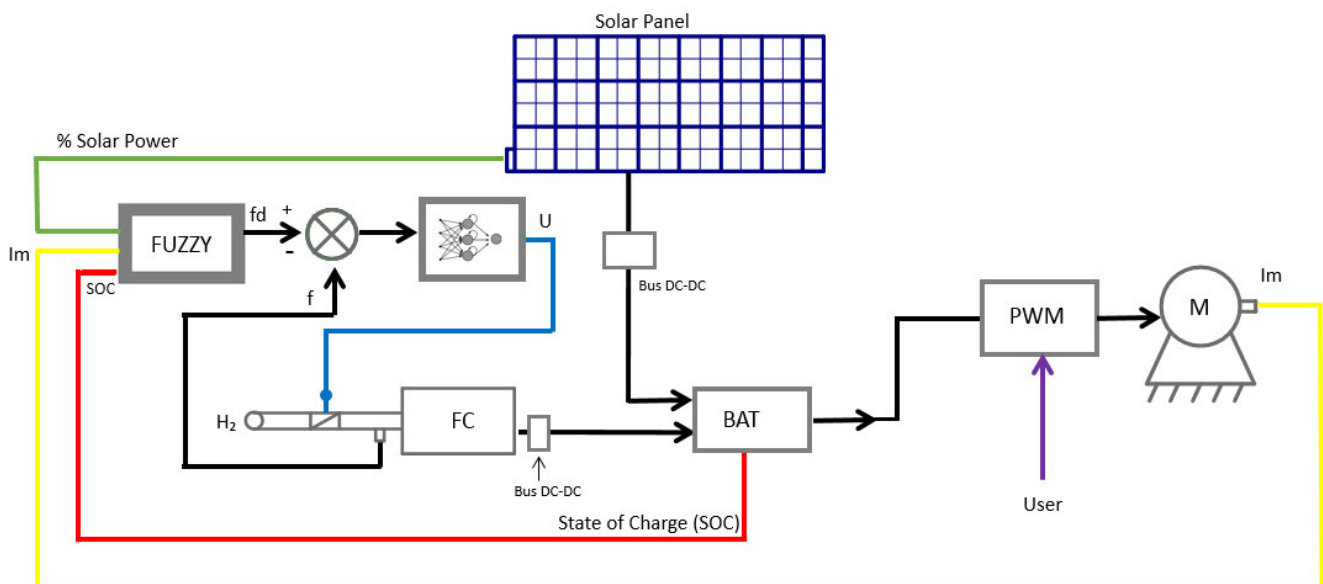 Solar Panel
% Solar Power
fd
+
U
FUZZY
-
Im
SOC
f
Bus DC-DC
Im
PWM
M
H₂
FC
BAT
Bus DC-DC
User
State of Charge (SOC)